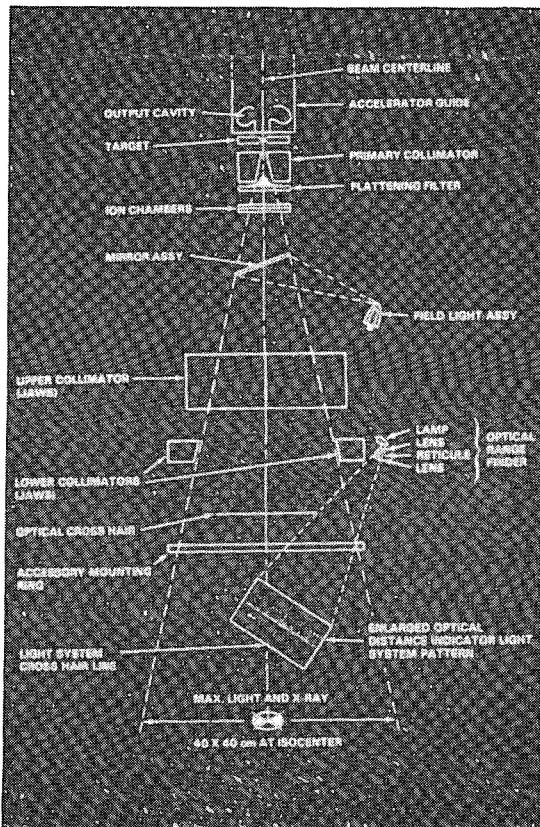 BEAM CENTERLINE
OUTPUT CAVITY
ACCELERATOR GUIDE
TARGET
PRIMARY COLLIMATOR
FLATTENING FILTER
ION CHAMBERS
MIRROR ASSY
FIELD LIGHT ASSY
UPPER COLLIMATOR
(JAWS)
LAMP
LENS
RETICULE
LENS
OPTICAL
RANGE
FINDER
LOWER COLLIMATORS
(JAWS)
OPTICAL CROSS HAIR
ACCESSORY MOUNTING
RING
ENLARGED OPTICAL
DISTANCE INDICATOR LIGHT
SYSTEM PATTERN
LIGHT SYSTEM
CROSS HAIR LINE
MAX. LIGHT AND X-RAY
40 X 40 cm AT ISOCENTER